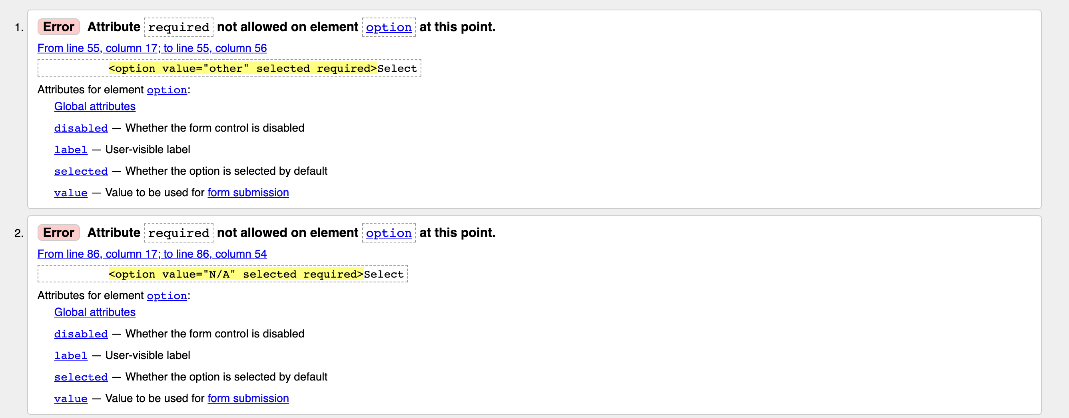 1. Error Attribute required not allowed on element option at this point.
From line 55, column 17; to line 55, column 56
<option value="other" selected required>Select
Attributes for element option:
Global attributes
disabled — Whether the form control is disabled
label — User-visible label
selected — Whether the option is selected by default
value — Value to be used for form submission
2. Error Attribute required not allowed on element option at this point.
From line 86, column 17; to line 86, column 54
<option value="N/A" selected required>Select
Attributes for element option:
Global attributes
disabled — Whether the form control is disabled
label — User-visible label
selected — Whether the option is selected by default
value — Value to be used for form submission